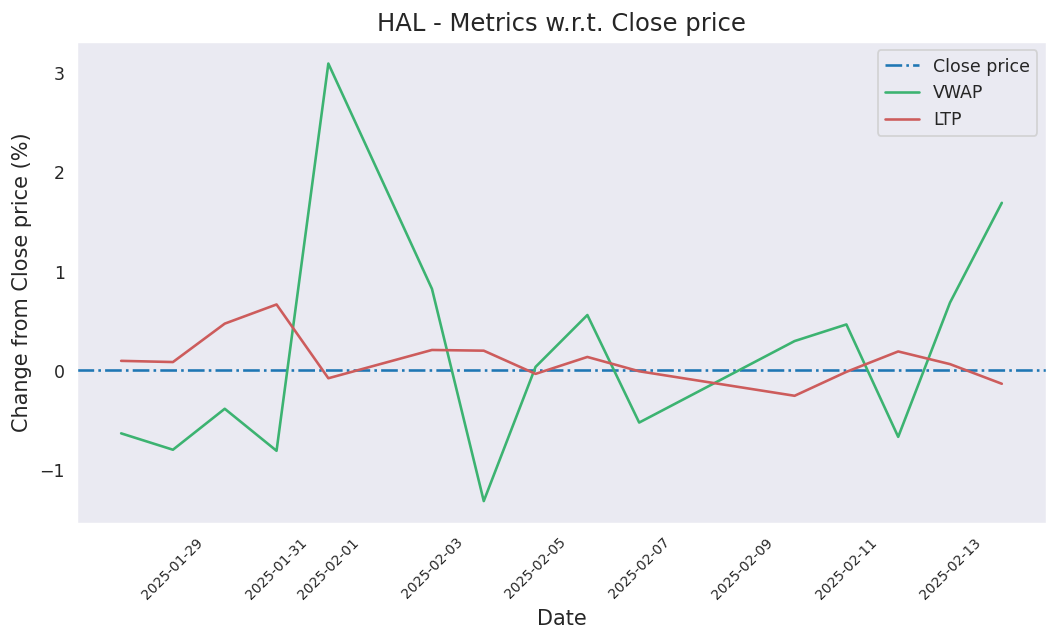 HAL - Metrics w.r.t. Close price
Change from Close price (%)
3
2
1
0
−1
Close price
VWAP
LTP
2025-01-29
2025-01-31
2025-02-01
2025-02-03
2025-02-05
2025-02-07
2025-02-09
2025-02-11
2025-02-13
Date